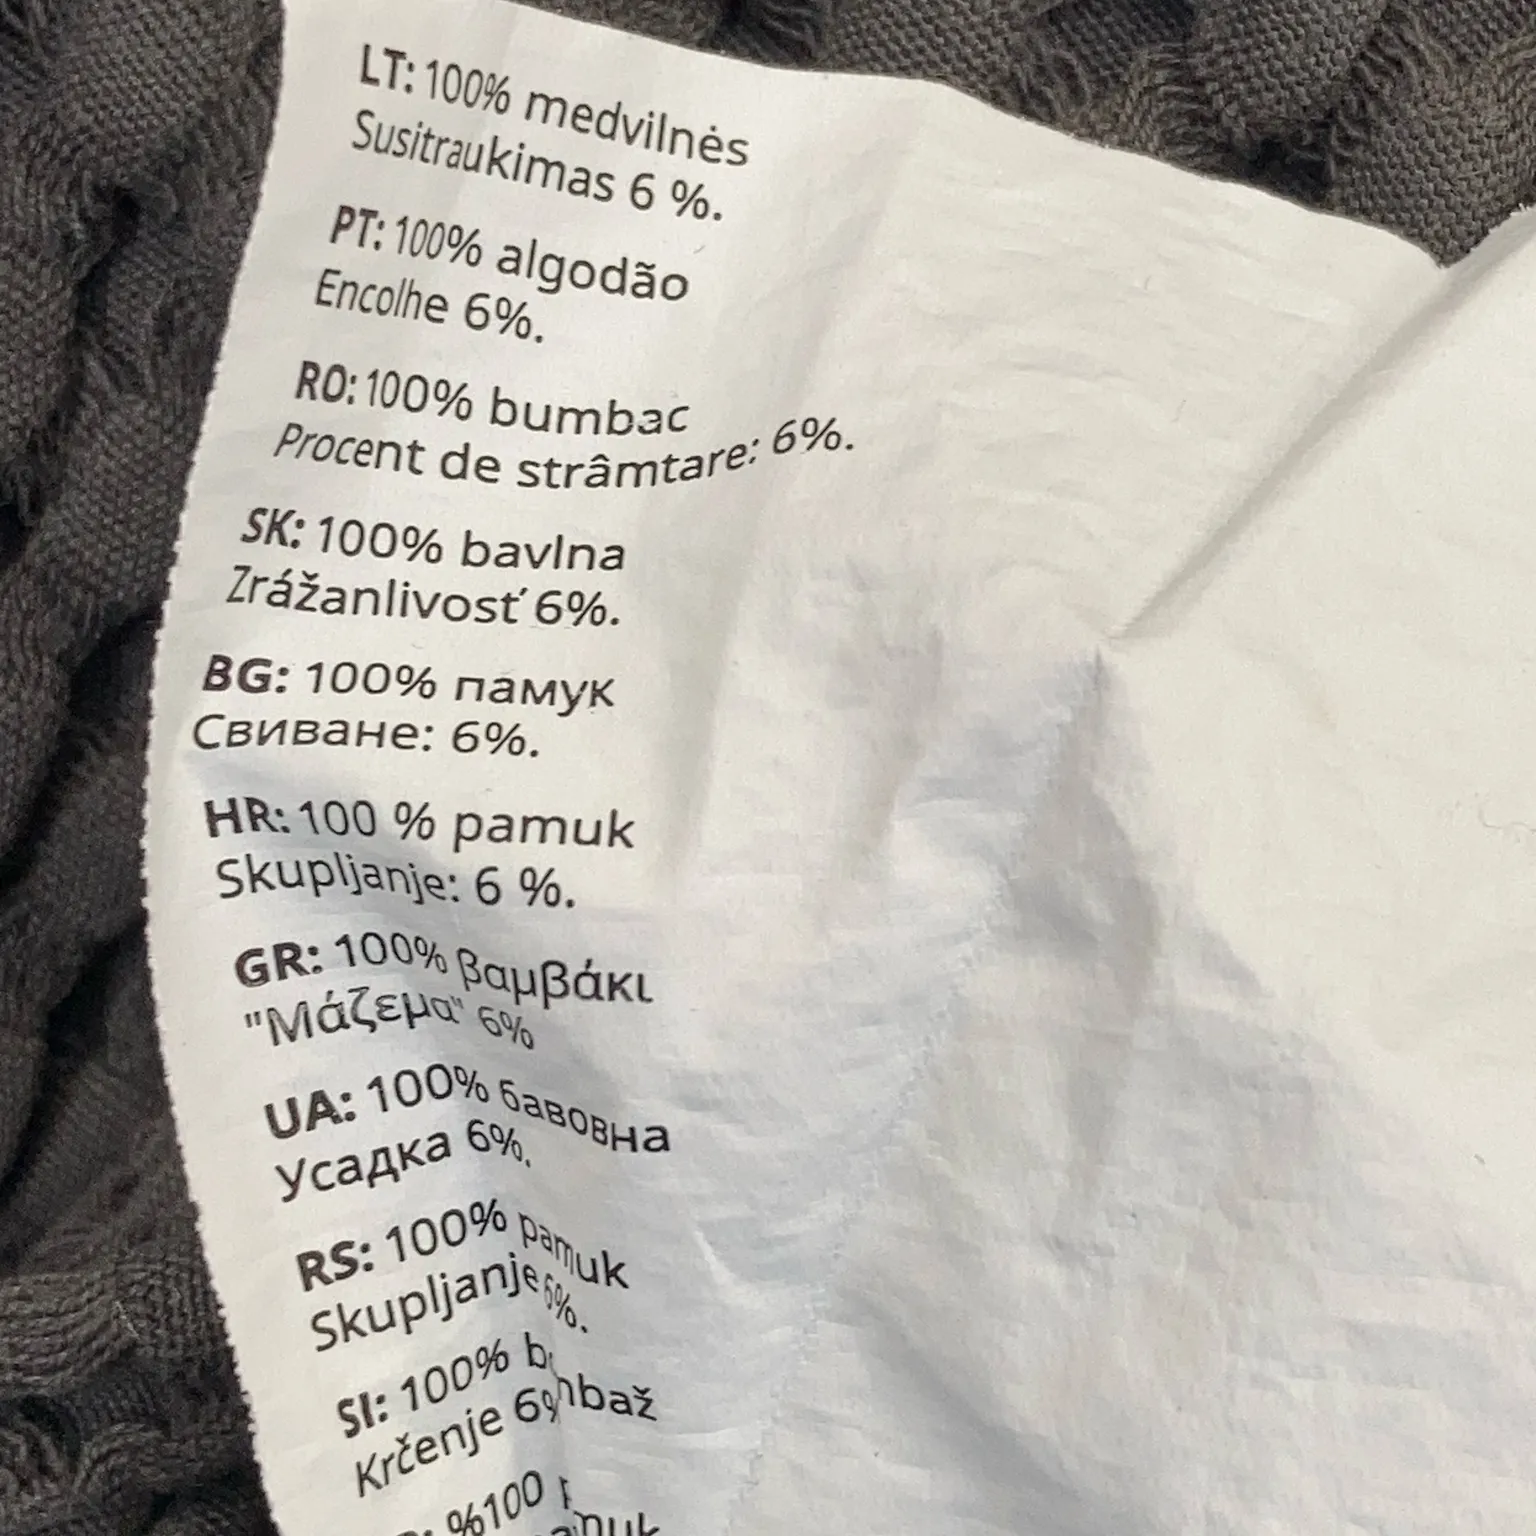 LT: 100% medvilnės
Susitraukimas 6 %.
PT: 100% algodão
Encolhe 6%.
RO: 100% bumbac
Procent de strâmtare: 6%.
SK: 100% bavlna
Zrážanlivosť 6%.
BG: 100% памук
Свиване: 6%.
HR: 100 % pamuk
Skupljanje: 6 %.
GR: 100% βαμβάκι
"Μάζεμα" 6%
UA: 100% бавовна
Усадка 6%.
RS: 100% pamuk
Skupljanje 6%.
SI: 100%
Krčenje 6%
%100